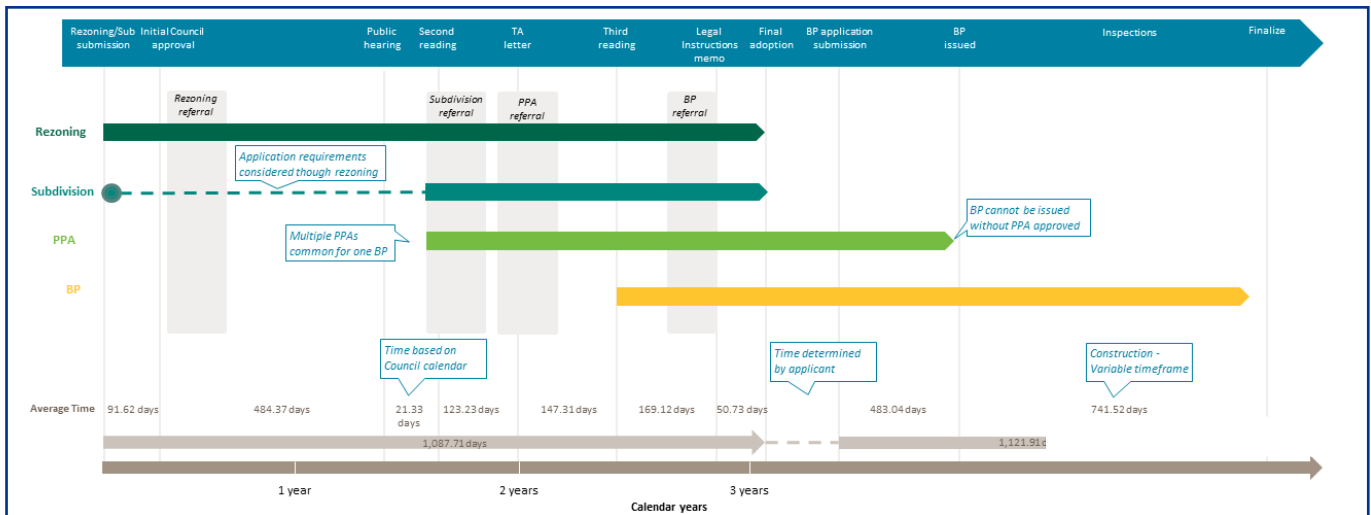 Rezoning/Sub submission
Initial Council approval
Public hearing
Second reading
TA letter
Third reading
Legal Instructions memo
Final adoption
BP application submission
BP issued
Inspections
Finalize
Rezoning referral
Subdivision referral
PPA referral
BP referral
Rezoning
Application requirements
considered though rezoning
Subdivision
BP cannot be issued
without PPA approved
PPA
Multiple PPAs
common for one BP
BP
Time based on
Council calendar
Time determined
by applicant
Construction -
Variable timeframe
Average Time
91.62 days
484.37 days
21.33 days
123.23 days
147.31 days
169.12 days
50.73 days
483.04 days
741.52 days
1,087.71 days
1,121.91 d
1 year
2 years
3 years
Calendar years